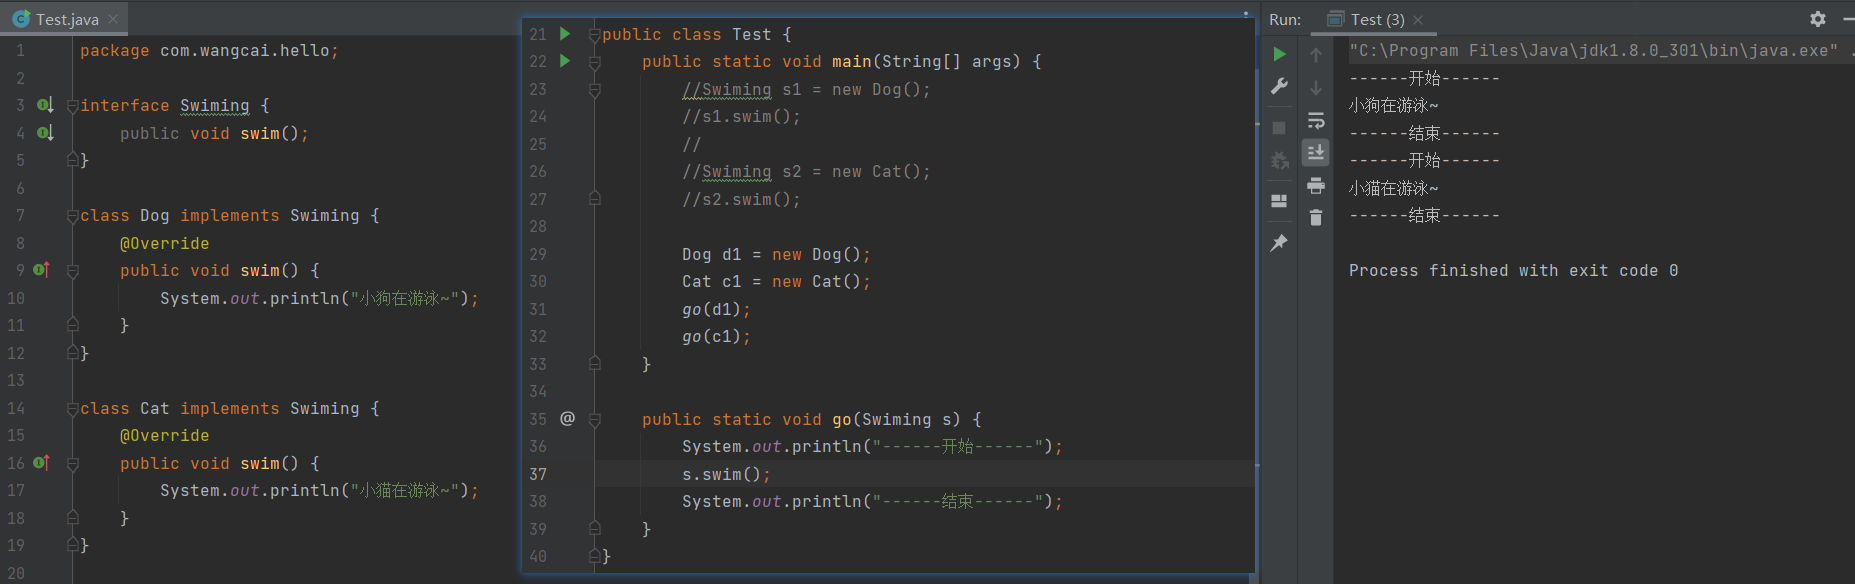 Test.java
1 package com.wangcai.hello;
2
3 interface Swiming {
4 public void swim();
5 }
6
7 class Dog implements Swiming {
8 @Override
9 public void swim() {
10 System.out.println("小狗在游泳~");
11 }
12 }
13
14 class Cat implements Swiming {
15 @Override
16 public void swim() {
17 System.out.println("小猫在游泳~");
18 }
19 }
20
21 public class Test {
22 public static void main(String[] args) {
23 //Swiming s1 = new Dog();
24 //s1.swim();
25 //
26 //Swiming s2 = new Cat();
27 //s2.swim();
28
29 Dog d1 = new Dog();
30 Cat c1 = new Cat();
31 go(d1);
32 go(c1);
33 }
34
35 @ public static void go(Swiming s) {
36 System.out.println("------开始------");
37 s.swim();
38 System.out.println("------结束------");
39 }
40 }
Run: Test (3)
"C:\Program Files\Java\jdk1.8.0_301\bin\java.exe" .
------开始------
小狗在游泳~
------结束------
------开始------
小猫在游泳~
------结束------
Process finished with exit code 0